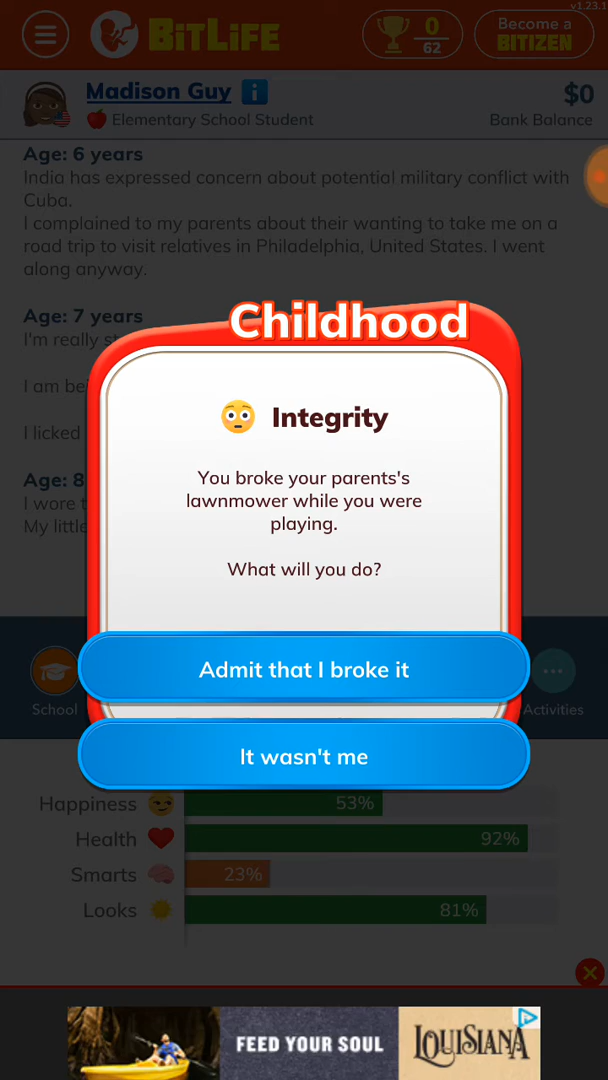 v1.23.1
BitLife
0
62
Become a
BITIZEN
Madison Guy
i
$0
Elementary School Student
Bank Balance
Age: 6 years
India has expressed concern about potential military conflict with
Cuba.
I complained to my parents about their wanting to take me on a
road trip to visit relatives in Philadelphia, United States. I went
along anyway.
Age: 7 years
I'm really
I am
I licked
Age: 8
I wore
My little
Childhood
Integrity
You broke your parents's
lawnmower while you were
playing.
What will you do?
Admit that I broke it
It wasn't me
School
Activities
Happiness
53%
Health
92%
Smarts
23%
Looks
81%
FEED YOUR SOUL
LOUISIANA